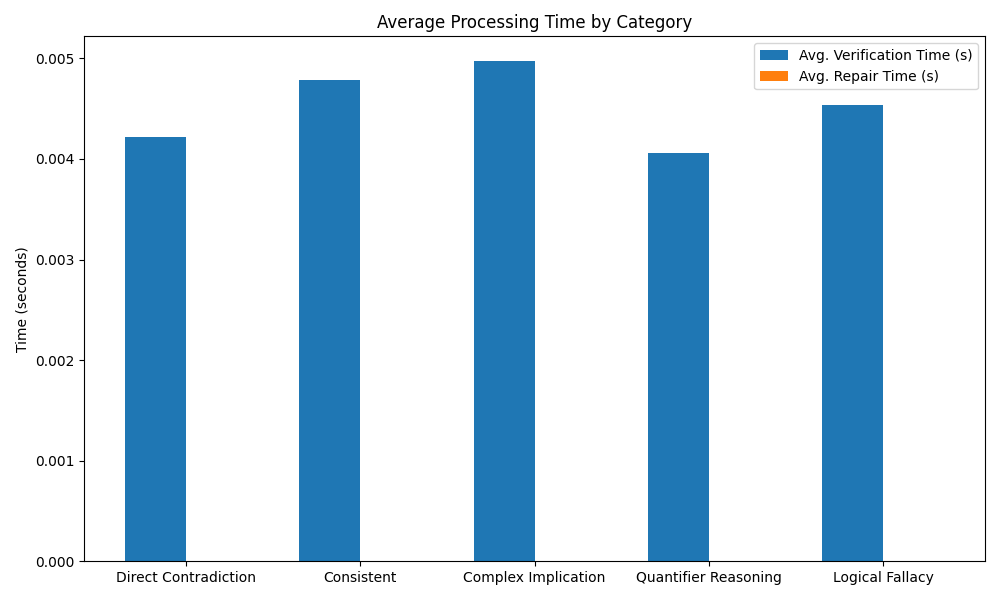 Average Processing Time by Category
Avg. Verification Time (s)
Avg. Repair Time (s)
Time (seconds)
0.005
0.004
0.003
0.002
0.001
0.000
Direct Contradiction
Consistent
Complex Implication
Quantifier Reasoning
Logical Fallacy